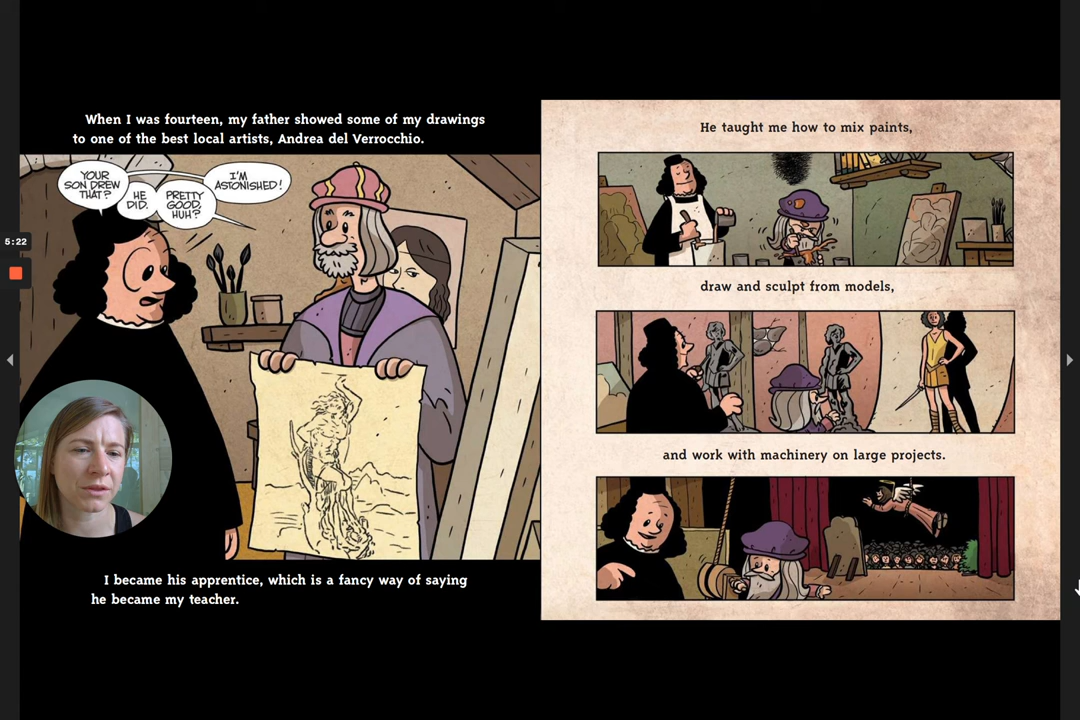 When I was fourteen, my father showed some of my drawings
to one of the best local artists, Andrea del Verrocchio.
YOUR
SON DREW
THAT?
HE
DID.
PRETTY
GOOD,
HUH?
I'M
ASTONISHED!
5:22
I became his apprentice, which is a fancy way of saying
he became my teacher.
He taught me how to mix paints,
draw and sculpt from models,
and work with machinery on large projects.